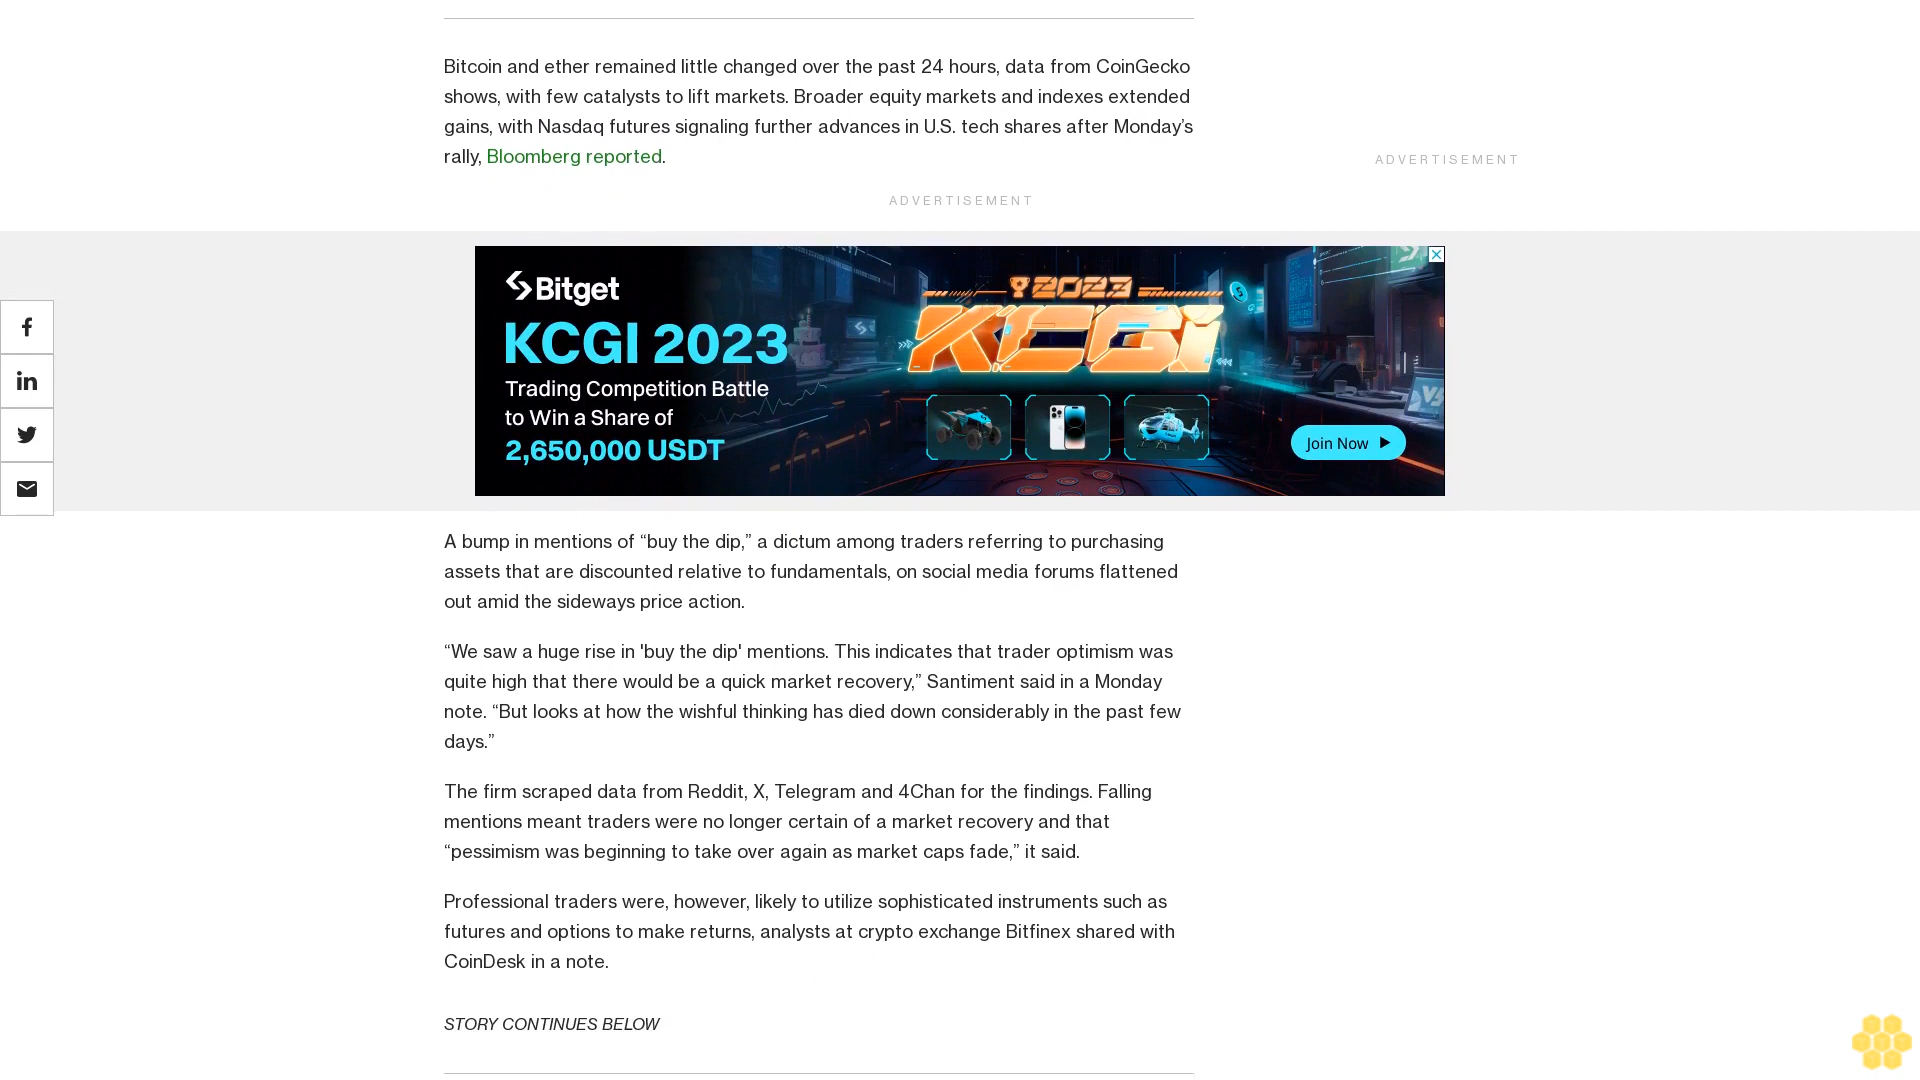 Bitcoin and ether remained little changed over the past 24 hours, data from CoinGecko
shows, with few catalysts to lift markets. Broader equity markets and indexes extended
gains, with Nasdaq futures signaling further advances in U.S. tech shares after Monday’s
rally, Bloomberg reported.
ADVERTISEMENT
ADVERTISEMENT
Bitget
KCGI 2023
Trading Competition Battle
to Win a Share of
2,650,000 USDT
2023
KCGI
Join Now
A bump in mentions of “buy the dip,” a dictum among traders referring to purchasing
assets that are discounted relative to fundamentals, on social media forums flattened
out amid the sideways price action.
“We saw a huge rise in 'buy the dip' mentions. This indicates that trader optimism was
quite high that there would be a quick market recovery,” Santiment said in a Monday
note. “But looks at how the wishful thinking has died down considerably in the past few
days.”
The firm scraped data from Reddit, X, Telegram and 4Chan for the findings. Falling
mentions meant traders were no longer certain of a market recovery and that
“pessimism was beginning to take over again as market caps fade,” it said.
Professional traders were, however, likely to utilize sophisticated instruments such as
futures and options to make returns, analysts at crypto exchange Bitfinex shared with
CoinDesk in a note.
STORY CONTINUES BELOW